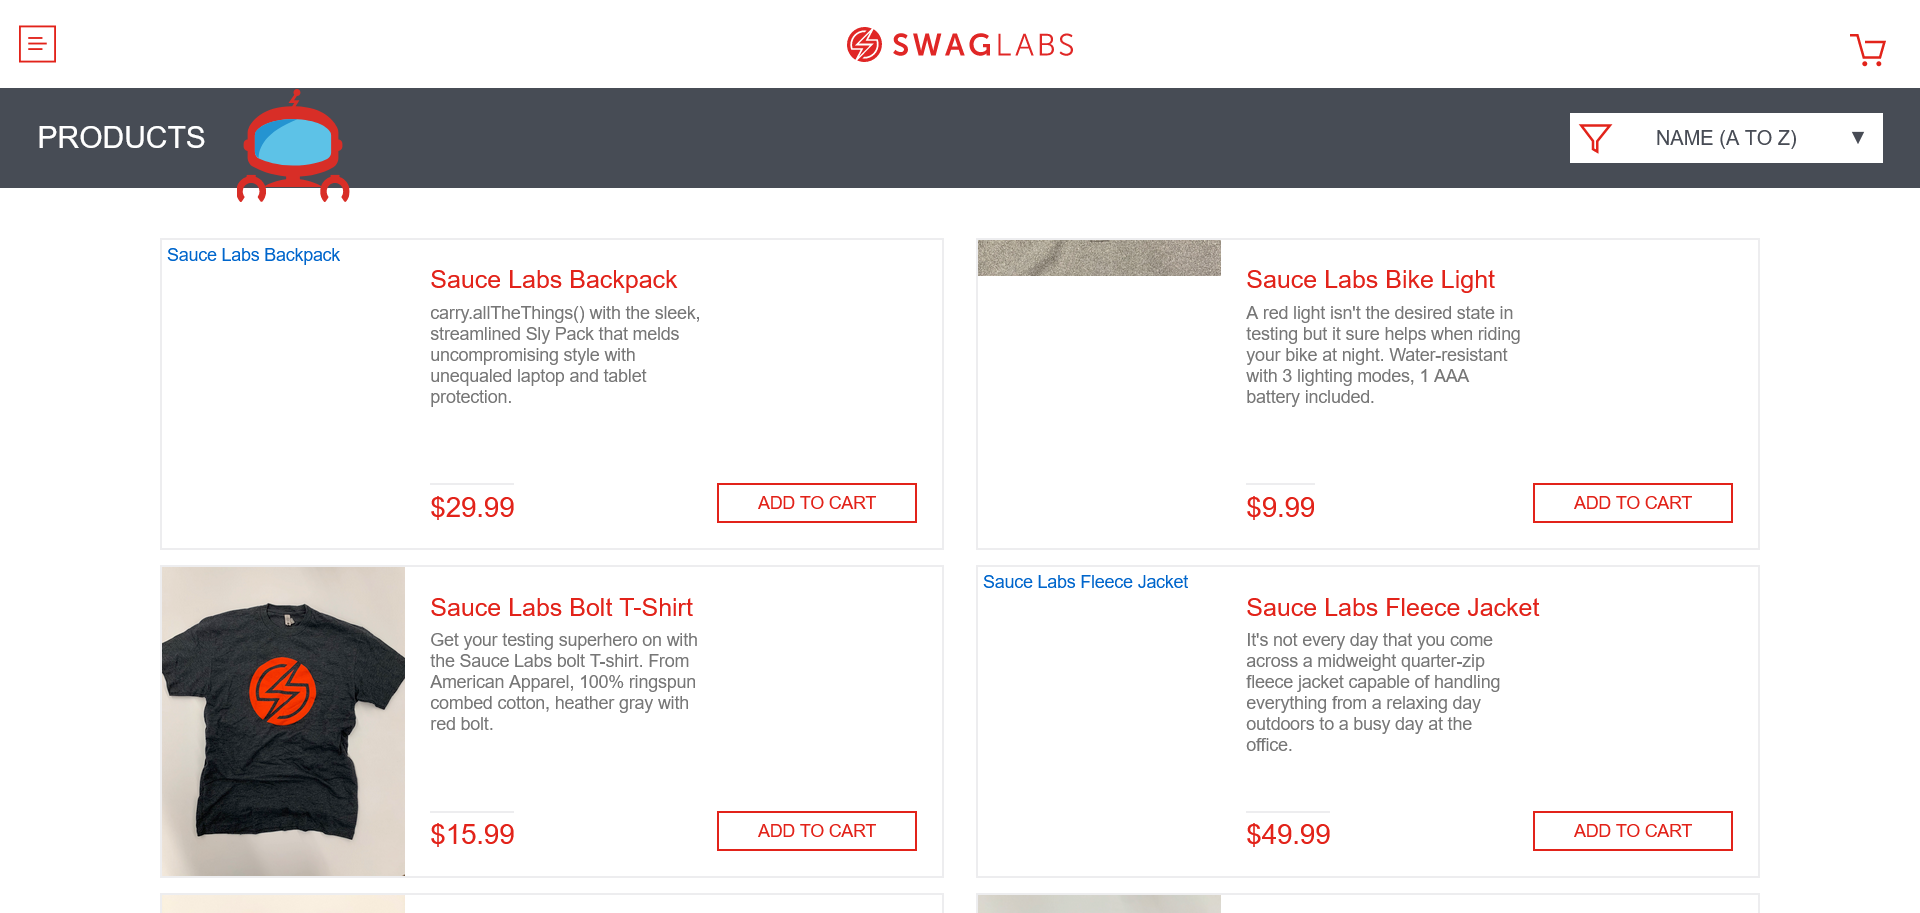 SWAGLABS
PRODUCTS
NAME (A TO Z)
Sauce Labs Backpack
Sauce Labs Backpack
carry.allTheThings() with the sleek,
streamlined Sly Pack that melds
uncompromising style with
unequaled laptop and tablet
protection.
$29.99
ADD TO CART
Sauce Labs Bike Light
A red light isn't the desired state in
testing but it sure helps when riding
your bike at night. Water-resistant
with 3 lighting modes, 1 AAA
battery included.
$9.99
ADD TO CART
Sauce Labs Bolt T-Shirt
Get your testing superhero on with
the Sauce Labs bolt T-shirt. From
American Apparel, 100% ringspun
combed cotton, heather gray with
red bolt.
$15.99
ADD TO CART
Sauce Labs Fleece Jacket
Sauce Labs Fleece Jacket
It's not every day that you come
across a midweight quarter-zip
fleece jacket capable of handling
everything from a relaxing day
outdoors to a busy day at the
office.
$49.99
ADD TO CART